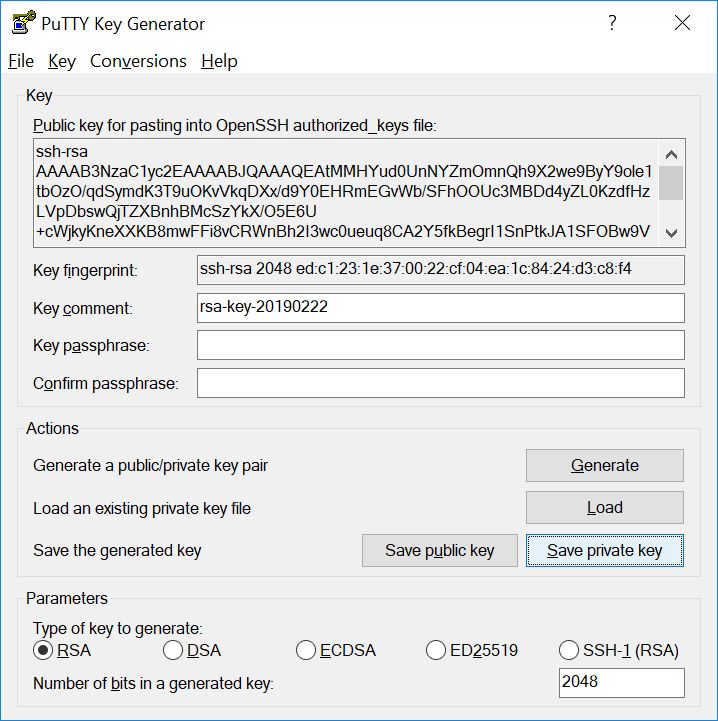 PuTTY Key Generator ?
File Key Conversions Help
Key
Public key for pasting into OpenSSH authorized_keys file:
ssh-rsa
AAAAB3NzaC1yc2EAAAABJQAAAQEAtMMHYud0UnNYZmOmnQh9X2we9ByY9ole1
tbOzO/qdSymdK3T9uOKvVkqDXx/d9Y0EHRmEGvWb/SFhOOUc3MBDd4yZL0KzdfHz
LVpDbswQjTZXBnhBMcSzYkX/O5E6U
+cWjkyKneXXKB8mwFFi8vCRWnBh2I3wc0ueuq8CA2Y5fkBegrI1SnPtkJA1SFOBw9V
Key fingerprint: ssh-rsa 2048 ed:c1:23:1e:37:00:22:cf:04:ea:1c:84:24:d3:c8:f4
Key comment: rsa-key-20190222
Key passphrase:
Confirm passphrase:
Actions
Generate a public/private key pair Generate
Load an existing private key file Load
Save the generated key Save public key Save private key
Parameters
Type of key to generate:
RSA DSA ECDSA ED25519 SSH-1 (RSA)
Number of bits in a generated key: 2048